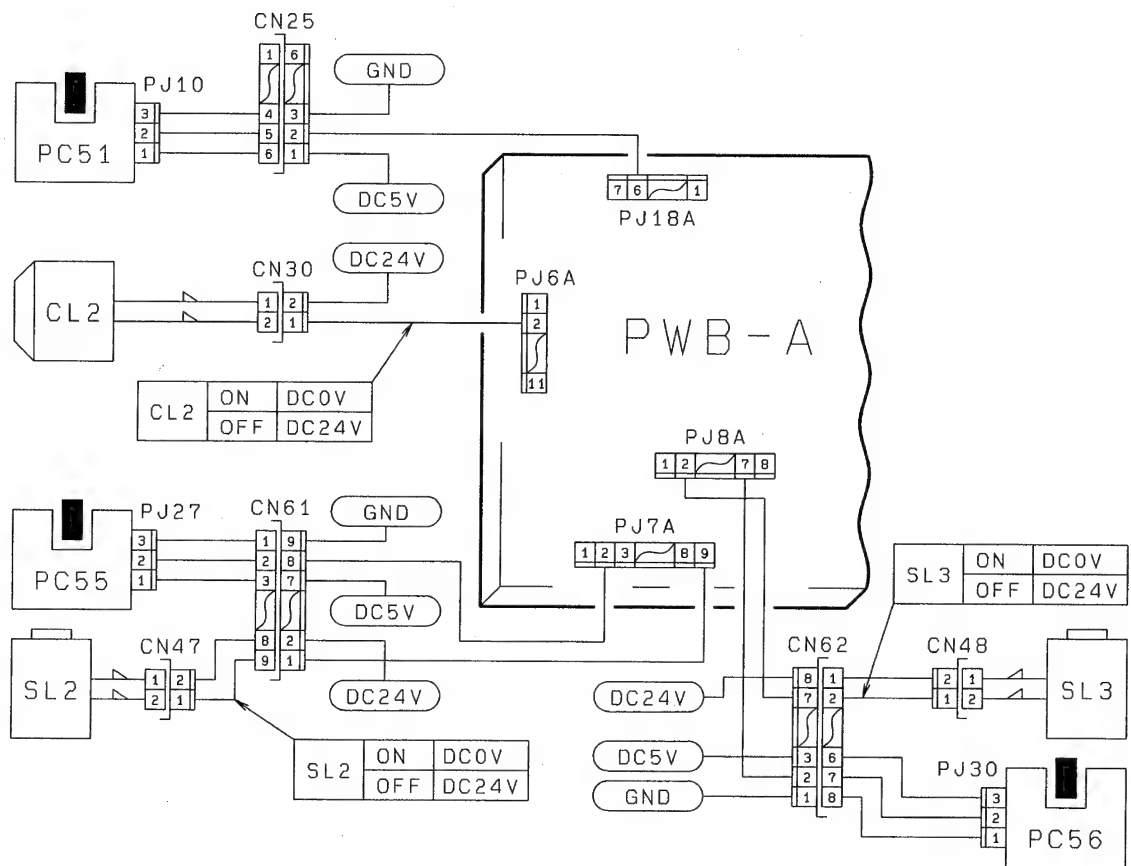 CN25
1 6
GND
PJ10
3
2
1
4 3
5 2
6 1
PC51
DC5V
7 6 1
PJ18A
DC24V
CN30
PJ6A
CL2
1 2
2 1
1
2
11
PWB-A
CL2 ON DC0V
OFF DC24V
PJ8A
1 2 7 8
PJ27
CN61
GND
PJ7A
1 2 3 8 9
3
2
1
1 9
2 8
3 7
PC55
DC5V
SL3 ON DC0V
OFF DC24V
CN47
8 2
9 1
SL2
1 2
2 1
DC24V
CN62
CN48
DC24V
8 1
7 2
2 1
1 2
SL3
SL2 ON DC0V
OFF DC24V
DC5V
3 6
2 7
1 8
GND
PJ30
3
2
1
PC56